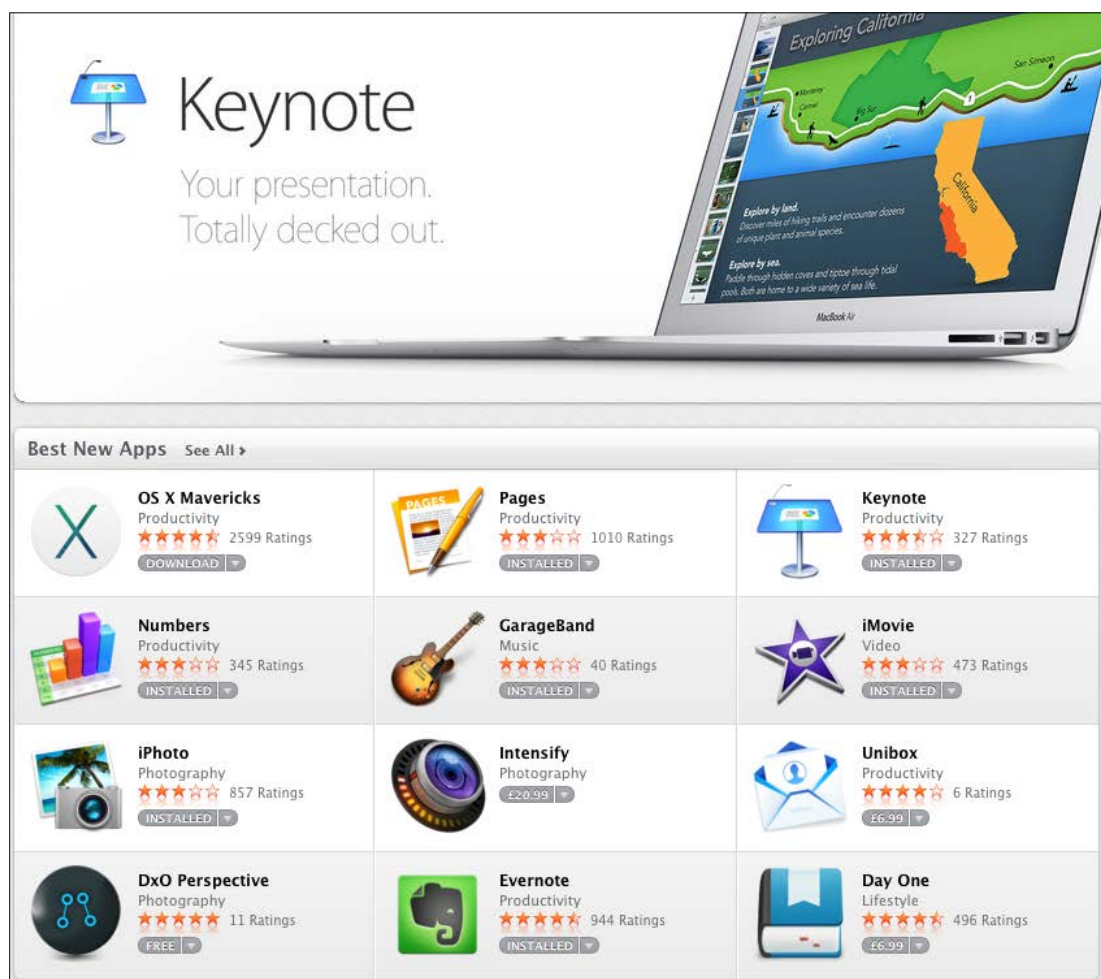 Keynote
Your presentation.
Totally decked out.
Exploring California
San Simeon
Monterey
Carmel
Big Sur
1
California
Explore by land.
Discover miles of hiking trails and encounter dozens
of unique plant and animal species.
Explore by sea.
Paddle through hidden coves and tiptoe through tidal
pools. Both are home to a wide variety of sea life.
MacBook Air
Best New Apps See All >
OS X Mavericks
Productivity
2599 Ratings
DOWNLOAD
PAGES
Pages
Productivity
1010 Ratings
INSTALLED
Keynote
Productivity
327 Ratings
INSTALLED
Numbers
Productivity
345 Ratings
INSTALLED
GarageBand
Music
40 Ratings
INSTALLED
iMovie
Video
473 Ratings
INSTALLED
iPhoto
Photography
857 Ratings
INSTALLED
Intensify
Photography
£20.99
Unibox
Productivity
6 Ratings
£6.99
DxO Perspective
Photography
11 Ratings
FREE
Evernote
Productivity
944 Ratings
INSTALLED
Day One
Lifestyle
496 Ratings
£6.99